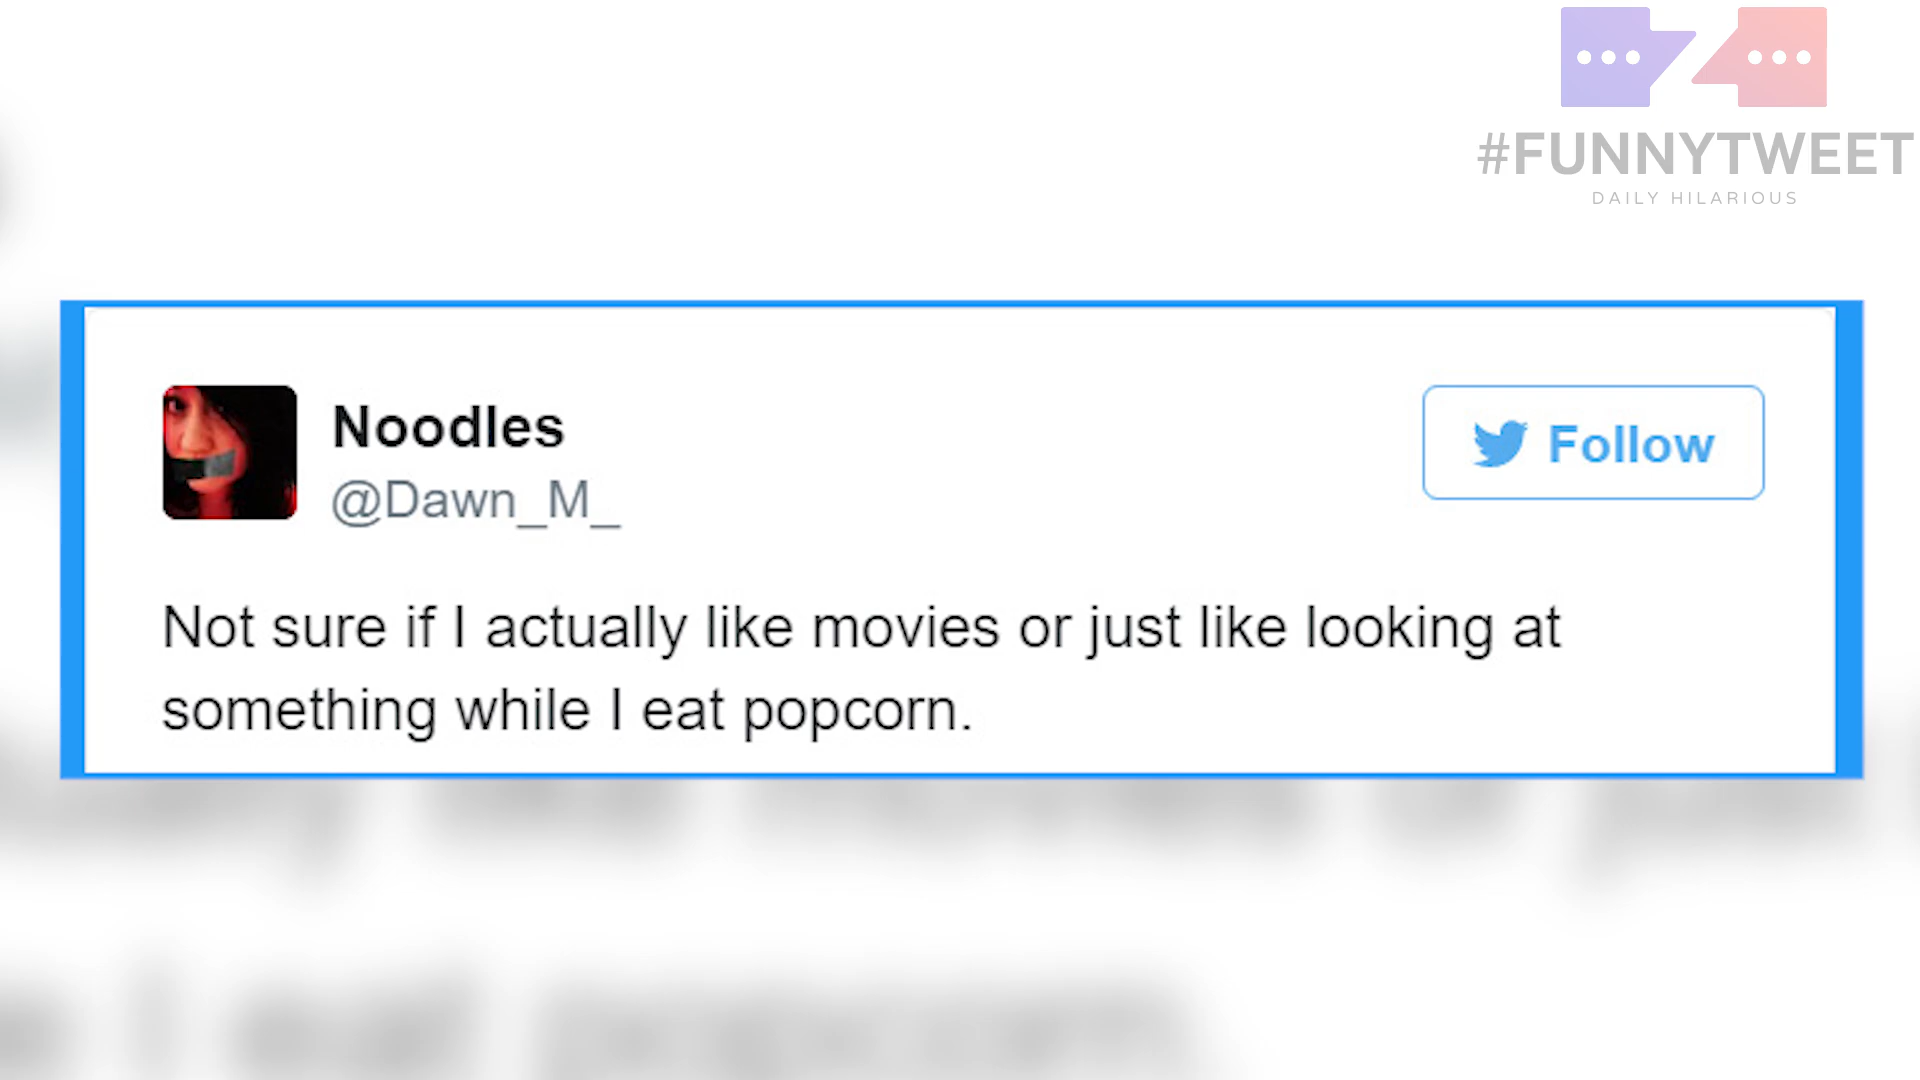 #FUNNYTWEET
DAILY HILARIOUS
Noodles
@Dawn_M_
Follow
Not sure if I actually like movies or just like looking at
something while I eat popcorn.